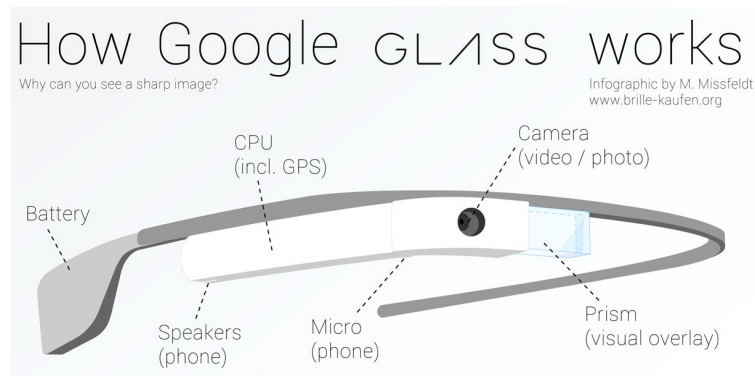 How Google GLASS works
Why can you see a sharp image?
Infographic by M. Missfeldt
www.brille-kaufen.org
Camera
(video / photo)
CPU
(incl. GPS)
Battery
Speakers
(phone)
Micro
(phone)
Prism
(visual overlay)